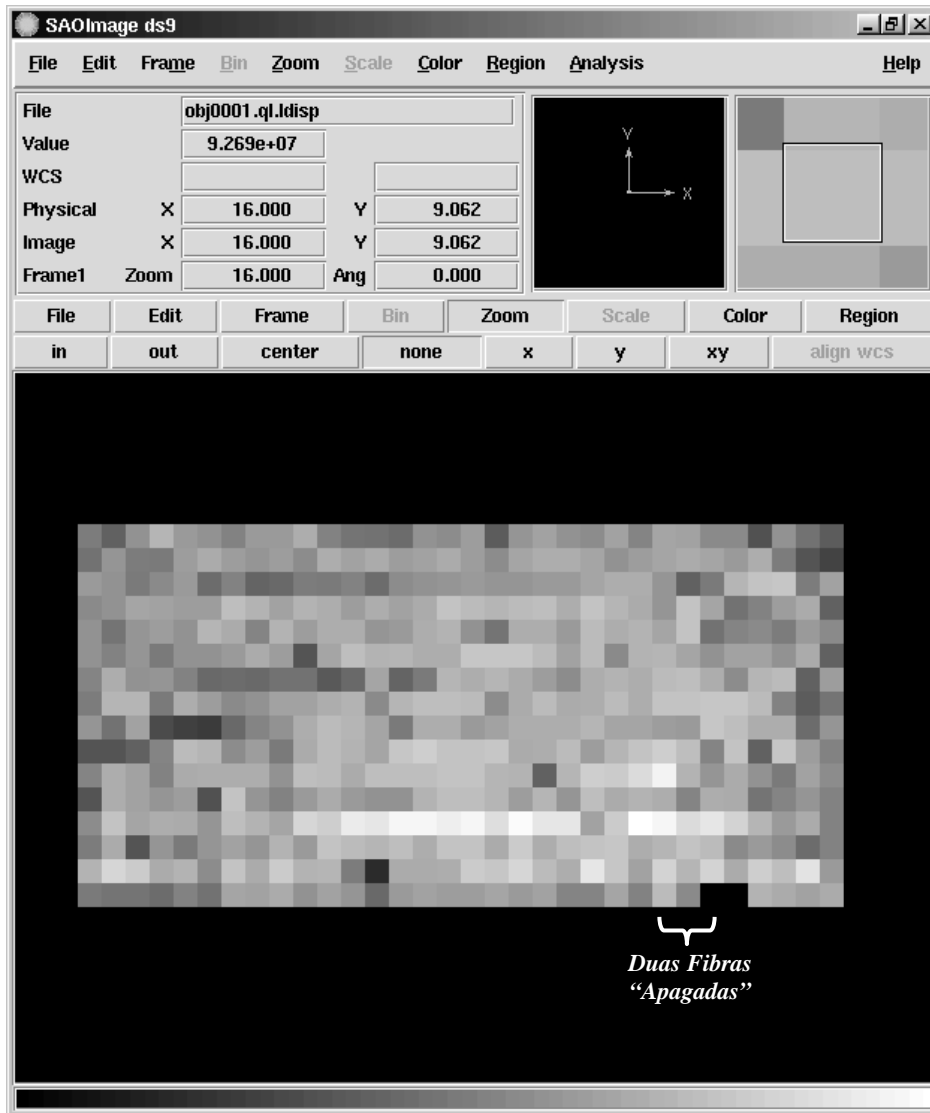 SAOImage ds9
File Edit Frame Bin Zoom Scale Color Region Analysis Help
File obj0001.ql.ldisp
Value 9.269e+07
WCS
Physical X 16.000 Y 9.062
Image X 16.000 Y 9.062
Frame1 Zoom 16.000 Ang 0.000
Y
X
File Edit Frame Bin Zoom Scale Color Region
in out center none x y xy align wcs
Duas Fibras
“Apagadas”